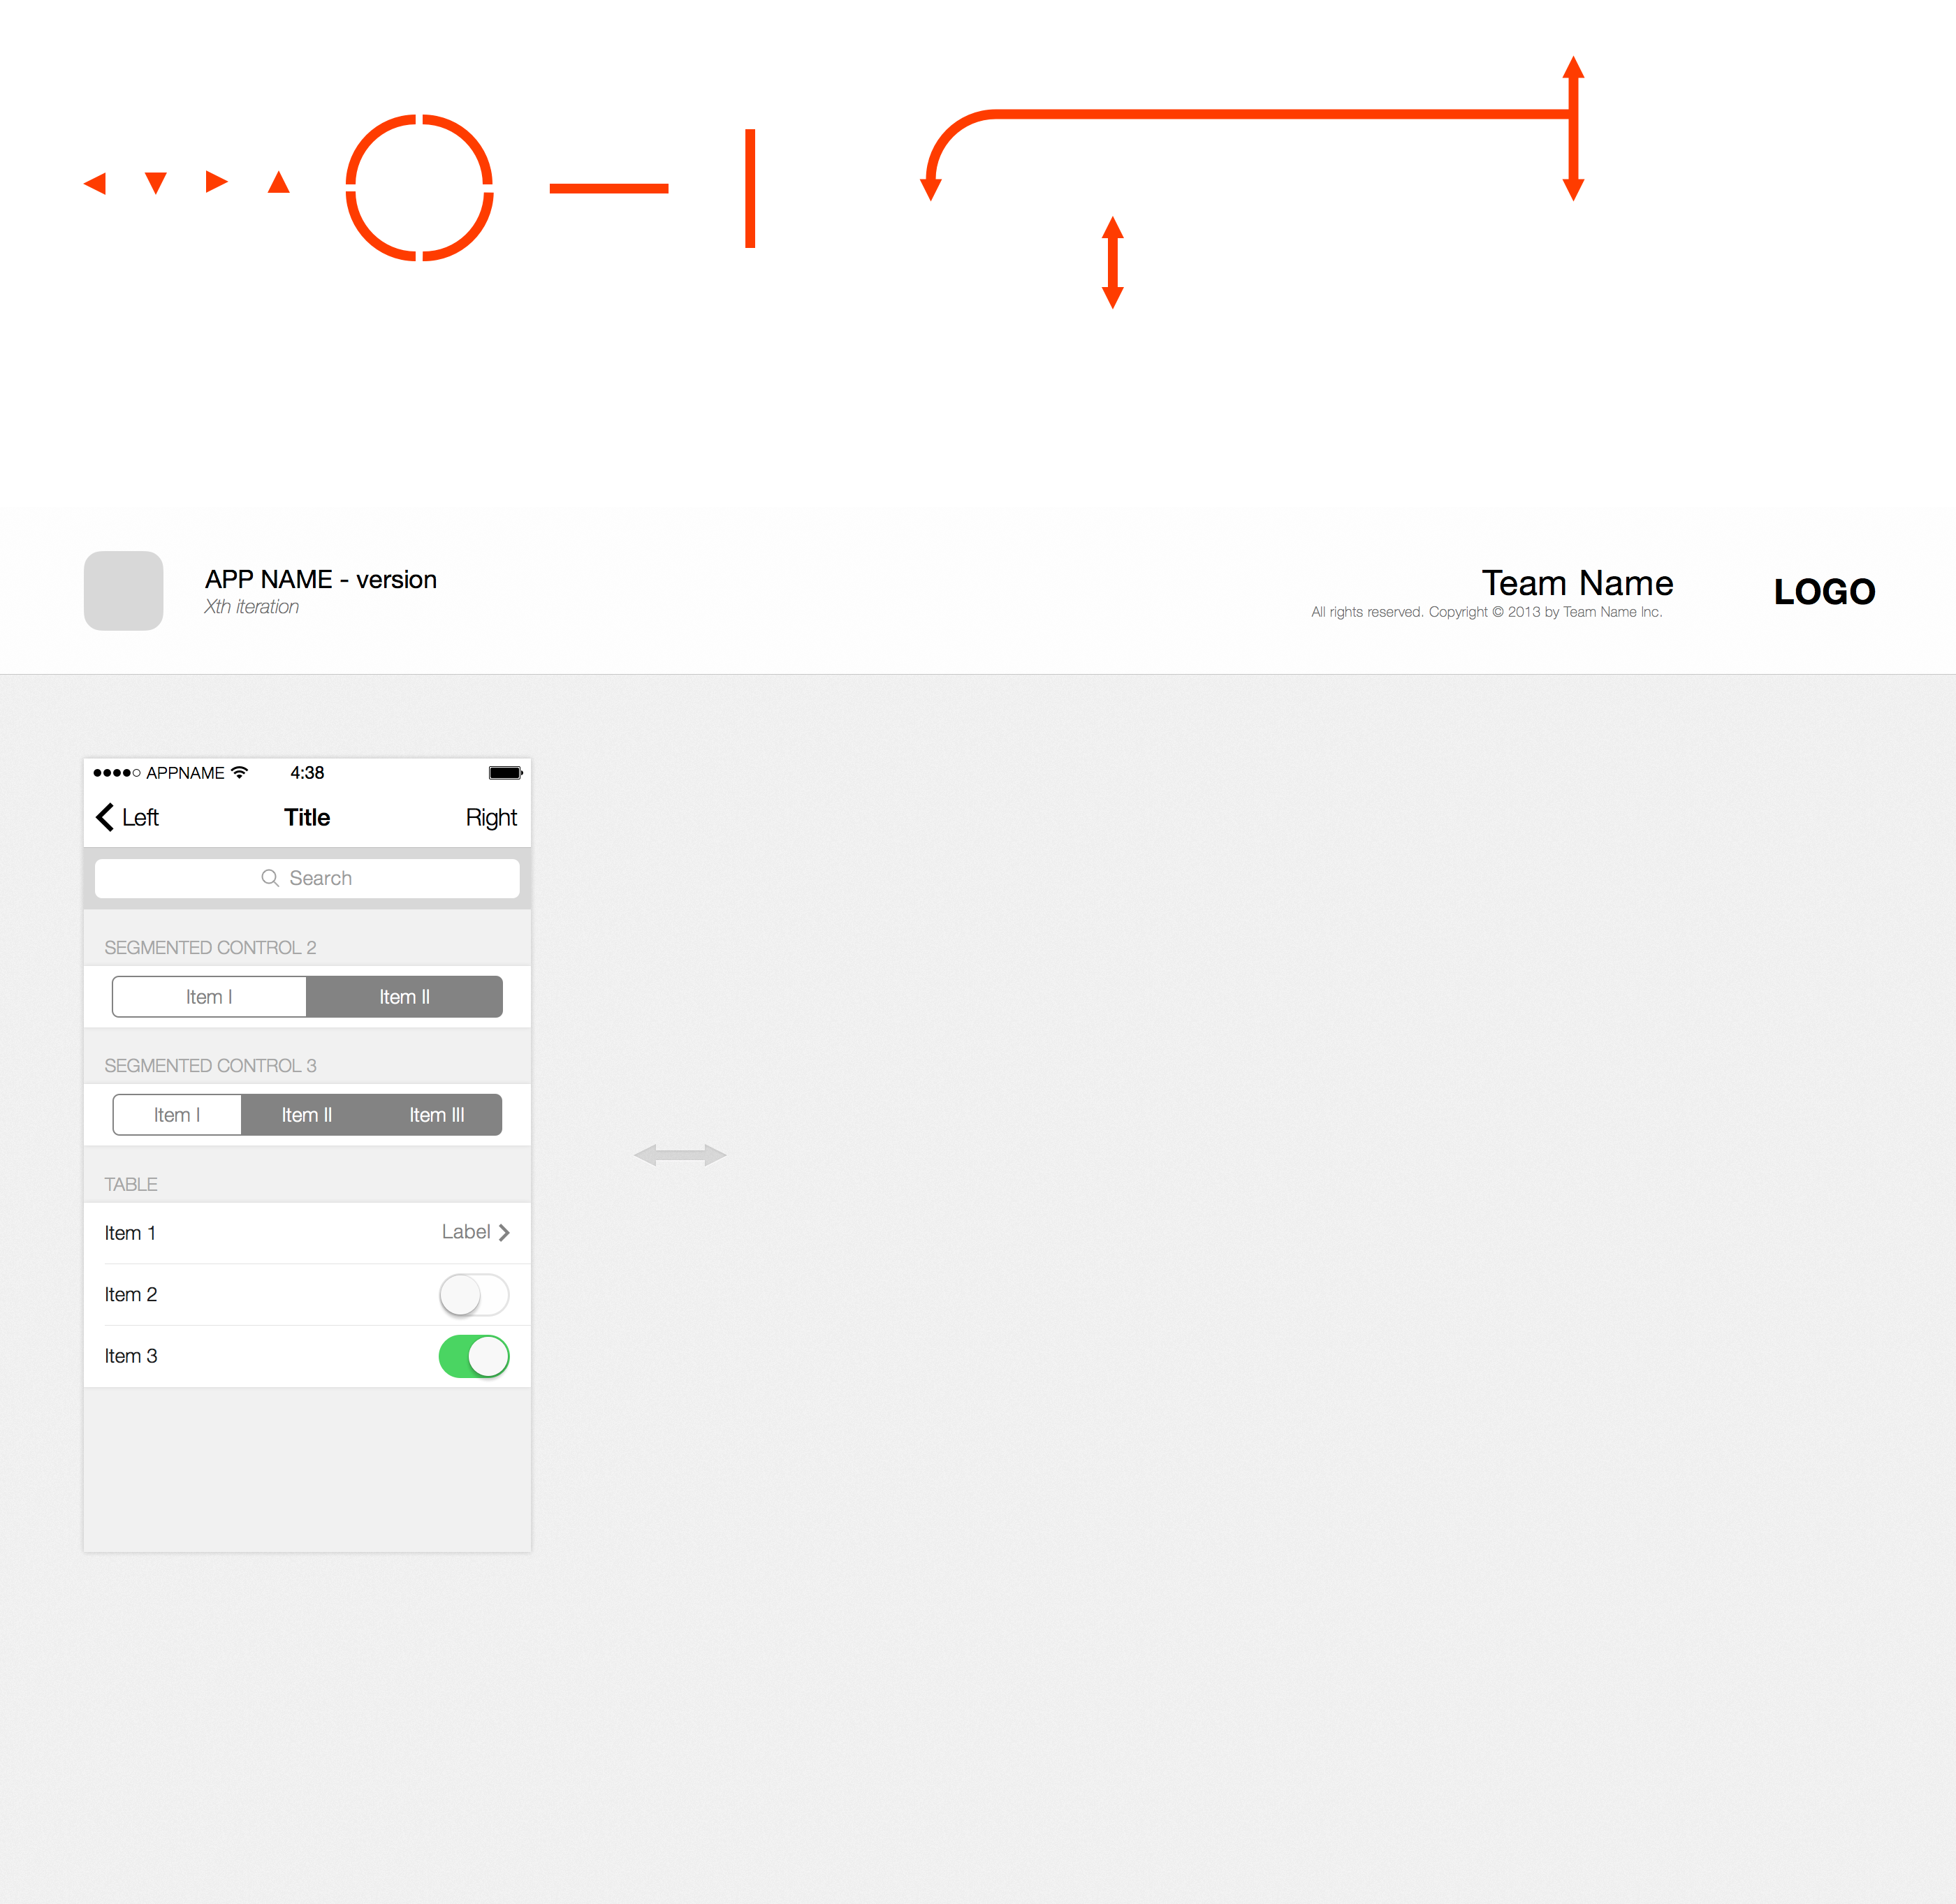 APP NAME - version
Xth iteration
Team Name
All rights reserved. Copyright © 2013 by Team Name Inc.
LOGO
APPNAME 4:38
Left Title Right
Search
SEGMENTED CONTROL 2
Item I Item II
SEGMENTED CONTROL 3
Item I Item II Item III
TABLE
Item 1 Label
Item 2
Item 3